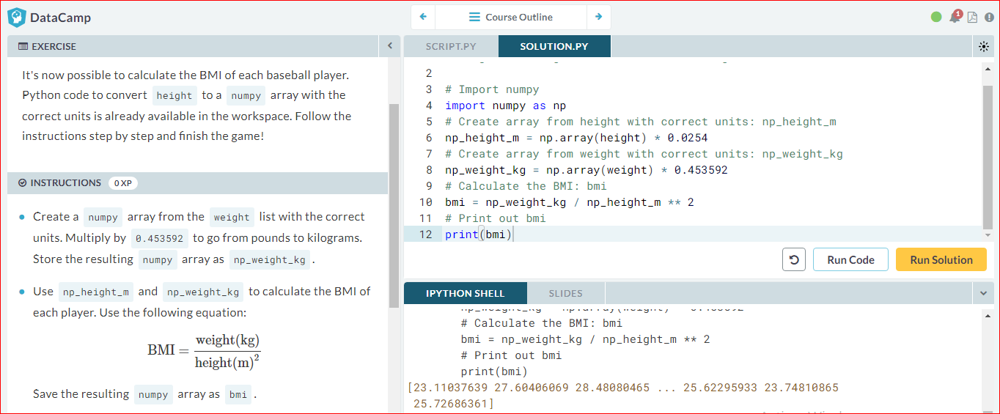 DataCamp
Course Outline
1
EXERCISE
It's now possible to calculate the BMI of each baseball player.
Python code to convert height to a numpy array with the
correct units is already available in the workspace. Follow the
instructions step by step and finish the game!
INSTRUCTIONS 0 XP
Create a numpy array from the weight list with the correct
units. Multiply by 0.453592 to go from pounds to kilograms.
Store the resulting numpy array as np_weight_kg .
Use np_height_m and np_weight_kg to calculate the BMI of
each player. Use the following equation:
BMI = weight(kg)
height(m)²
Save the resulting numpy array as bmi .
SCRIPT.PY SOLUTION.PY
2
3 # Import numpy
4 import numpy as np
5 # Create array from height with correct units: np_height_m
6 np_height_m = np.array(height) * 0.0254
7 # Create array from weight with correct units: np_weight_kg
8 np_weight_kg = np.array(weight) * 0.453592
9 # Calculate the BMI: bmi
10 bmi = np_weight_kg / np_height_m ** 2
11 # Print out bmi
12 print(bmi)
Run Code Run Solution
IPYTHON SHELL SLIDES
np_weight_kg = np.array(weight) * 0.453592
# Calculate the BMI: bmi
bmi = np_weight_kg / np_height_m ** 2
# Print out bmi
print(bmi)
[23.11037639 27.60406069 28.48080465 ... 25.62295933 23.74810865
25.72686361]